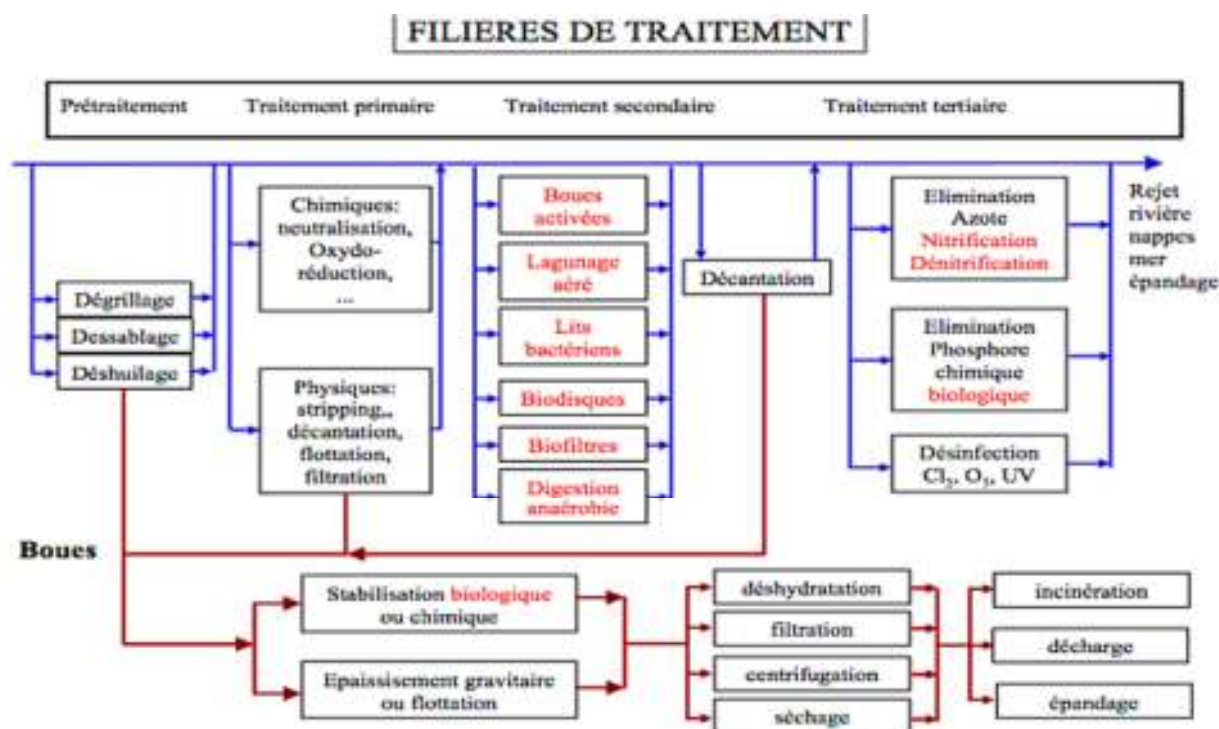 FILIERES DE TRAITEMENT
Prétraitement
Traitement primaire
Traitement secondaire
Traitement tertiaire
Dégrillage
Dessablage
Déshuilage
Chimiques:
neutralisation,
Oxydo-
réduction,
...
Physiques:
stripping,,
décantation,
flottation,
filtration
Boues
activées
Lagunage
aéré
Lits
bactériens
Biodisques
Biofiltres
Digestion
anaérobie
Décantation
Elimination
Azote
Nitrification
Dénitrification
Elimination
Phosphore
chimique
biologique
Désinfection
Cl₂, O₃, UV
Rejet
rivière
nappes
mer
épandage
Boues
Stabilisation biologique
ou chimique
Epaissisement gravitaire
ou flottation
déshydratation
filtration
centrifugation
séchage
incinération
décharge
épandage